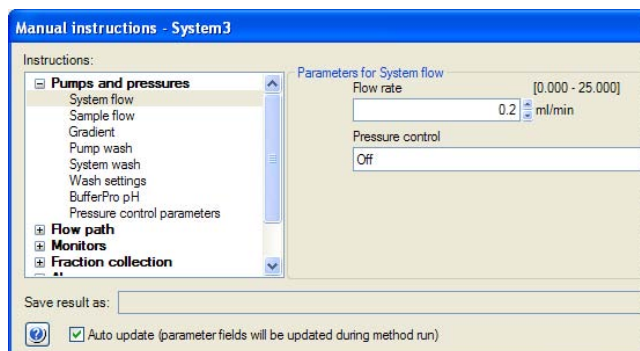 Manual instructions - System3
Instructions:
Pumps and pressures
System flow
Sample flow
Gradient
Pump wash
System wash
Wash settings
BufferPro pH
Pressure control parameters
Flow path
Monitors
Fraction collection
Parameters for System flow
Flow rate [0.000 - 25.000]
0.2 ml/min
Pressure control
Off
Save result as:
Auto update (parameter fields will be updated during method run)